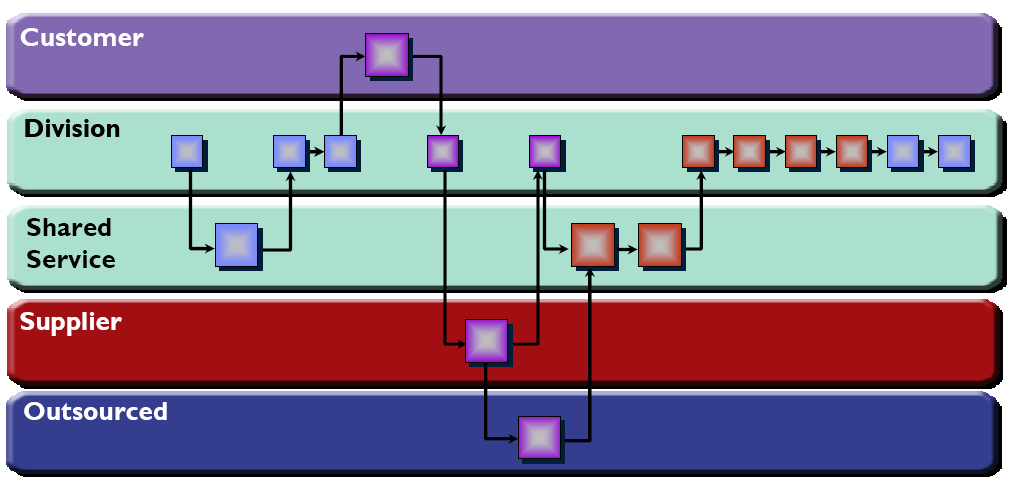 Customer
Division
Shared
Service
Supplier
Outsourced